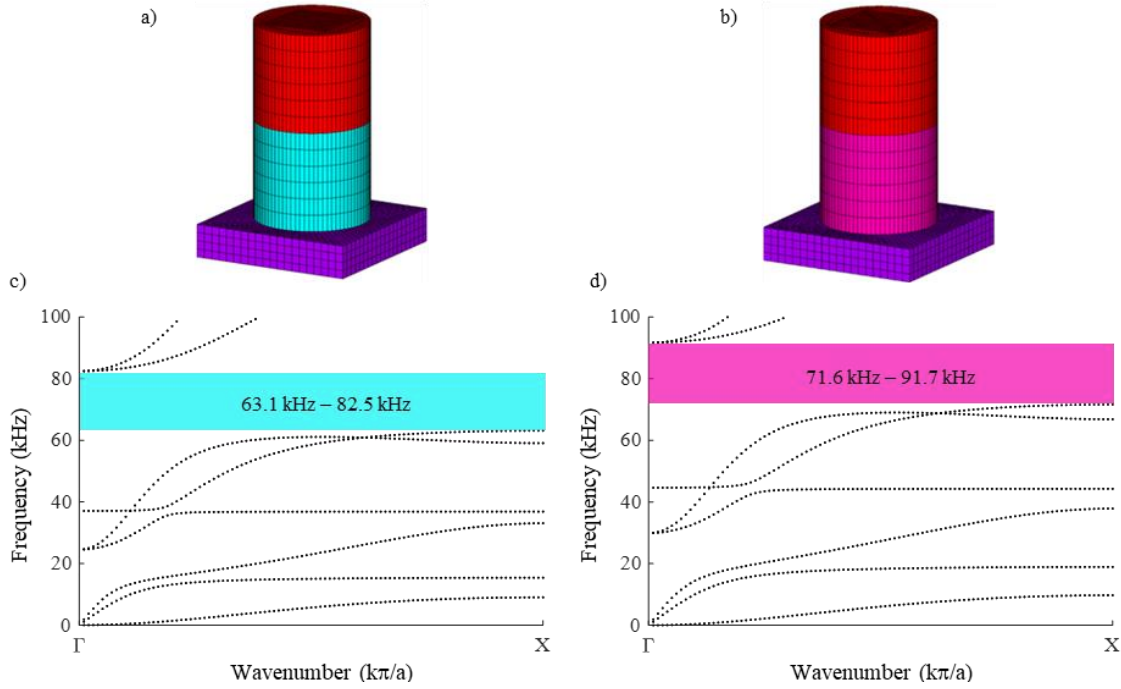 a)
b)
c)
d)
100
80
60
40
20
0
Frequency (kHz)
63.1 kHz – 82.5 kHz
Γ
X
Wavenumber (kπ/a)
100
80
60
40
20
0
Frequency (kHz)
71.6 kHz – 91.7 kHz
Γ
X
Wavenumber (kπ/a)